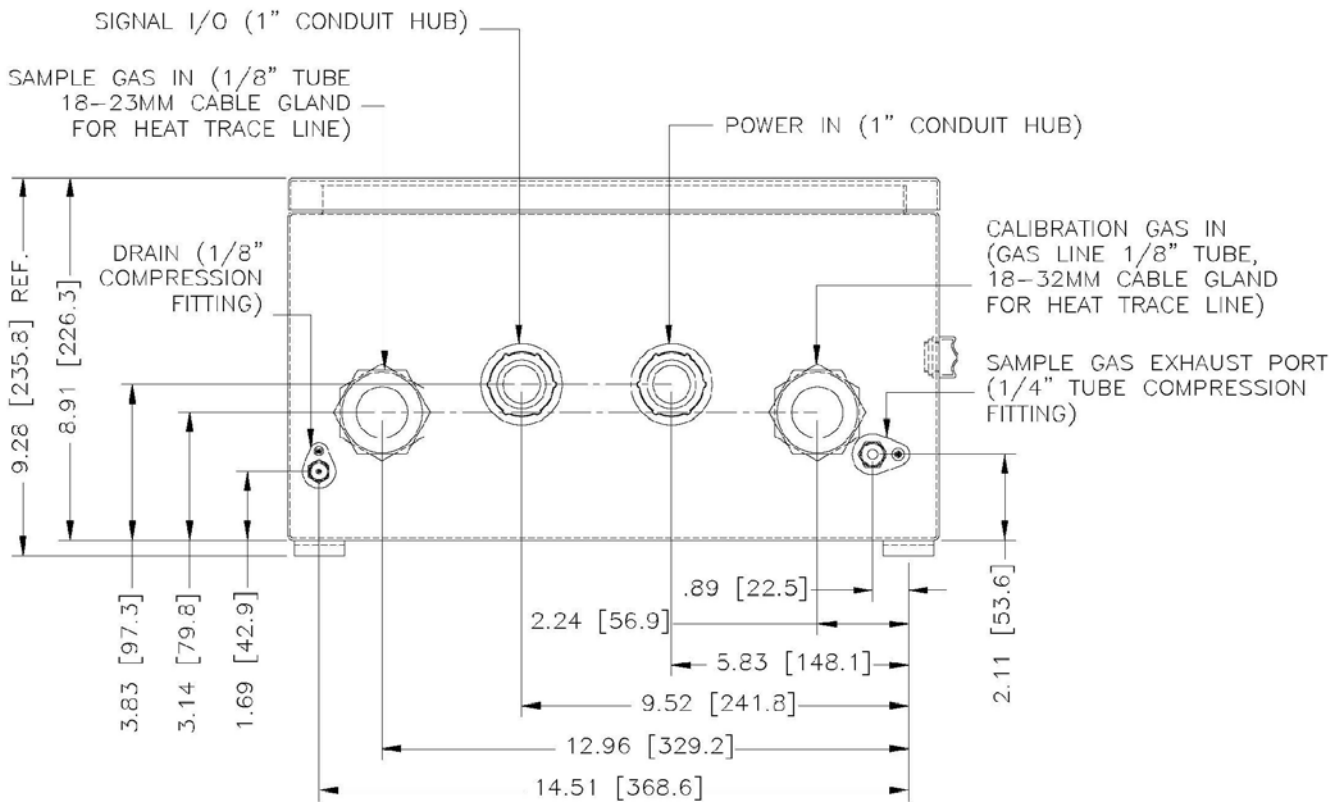 SIGNAL I/O (1" CONDUIT HUB)
SAMPLE GAS IN (1/8" TUBE
18–23MM CABLE GLAND
FOR HEAT TRACE LINE)
POWER IN (1" CONDUIT HUB)
DRAIN (1/8"
COMPRESSION
FITTING)
CALIBRATION GAS IN
(GAS LINE 1/8" TUBE,
18–32MM CABLE GLAND
FOR HEAT TRACE LINE)
SAMPLE GAS EXHAUST PORT
(1/4" TUBE COMPRESSION
FITTING)
9.28 [235.8] REF.
8.91 [226.3]
3.83 [97.3]
3.14 [79.8]
1.69 [42.9]
.89 [22.5]
2.24 [56.9]
5.83 [148.1]
9.52 [241.8]
12.96 [329.2]
14.51 [368.6]
2.11 [53.6]